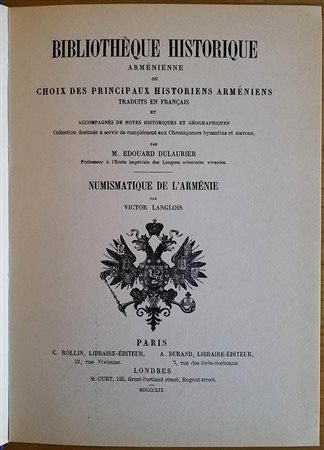 BIBLIOTHÈQUE HISTORIQUE
ARMÉNIENNE
OU
CHOIX DES PRINCIPAUX HISTORIENS ARMÉNIENS
TRADUITS EN FRANÇAIS
ET
ACCOMPAGNÉS DE NOTES HISTORIQUES ET GÉOGRAPHIQUES
Collection destinée à servir de complément aux Chroniqueurs byzantins et slavons,
PAR
M. EDOUARD DULAURIER
Professeur à l'Ecole impériale des Langues orientales vivantes.
NUMISMATIQUE DE L'ARMÉNIE
PAR
VICTOR LANGLOIS
PARIS
C. ROLLIN, LIBRAIRE-ÉDITEUR, A. DURAND, LIBRAIRE-ÉDITEUR,
12, rue Vivienne. 7, rue des Grés-Sorbonne.
LONDRES
M. CURT, 125, Great-Portland street, Regent street.
MDCCCLIX